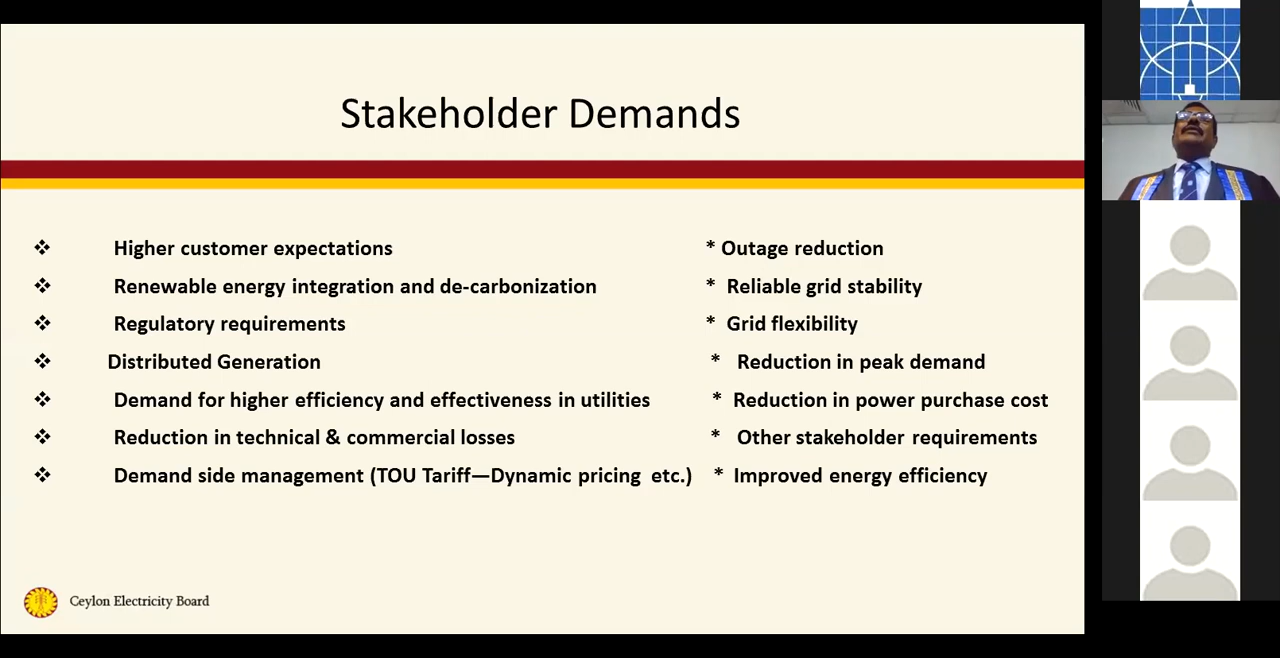 Stakeholder Demands
❖ Higher customer expectations * Outage reduction
❖ Renewable energy integration and de-carbonization * Reliable grid stability
❖ Regulatory requirements * Grid flexibility
❖ Distributed Generation * Reduction in peak demand
❖ Demand for higher efficiency and effectiveness in utilities * Reduction in power purchase cost
❖ Reduction in technical & commercial losses * Other stakeholder requirements
❖ Demand side management (TOU Tariff—Dynamic pricing etc.) * Improved energy efficiency
Ceylon Electricity Board